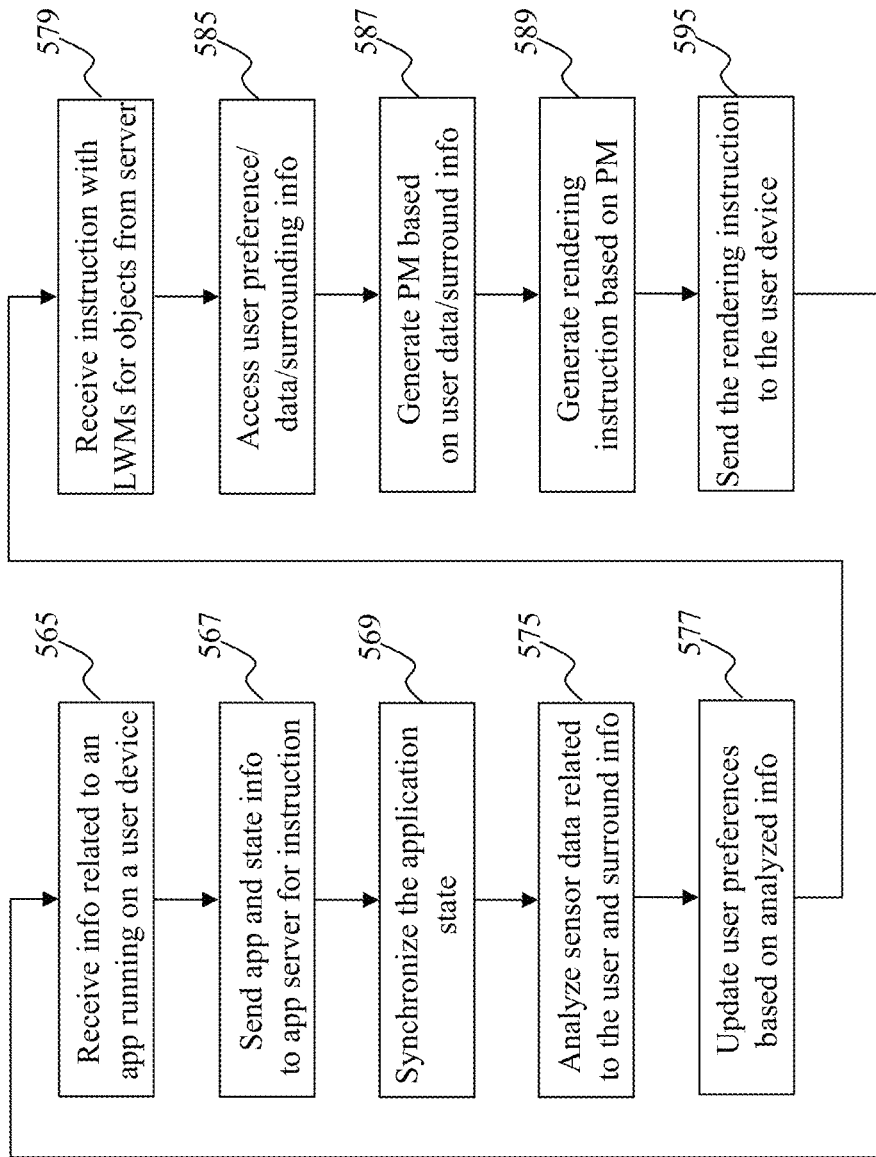 565
Receive info related to an
app running on a user device
567
Send app and state info
to app server for instruction
569
Synchronize the application
state
575
Analyze sensor data related
to the user and surround info
577
Update user preferences
based on analyzed info
579
Receive instruction with
LWMs for objects from server
585
Access user preference/
data/surrounding info
587
Generate PM based
on user data/surround info
589
Generate rendering
instruction based on PM
595
Send the rendering instruction
to the user device